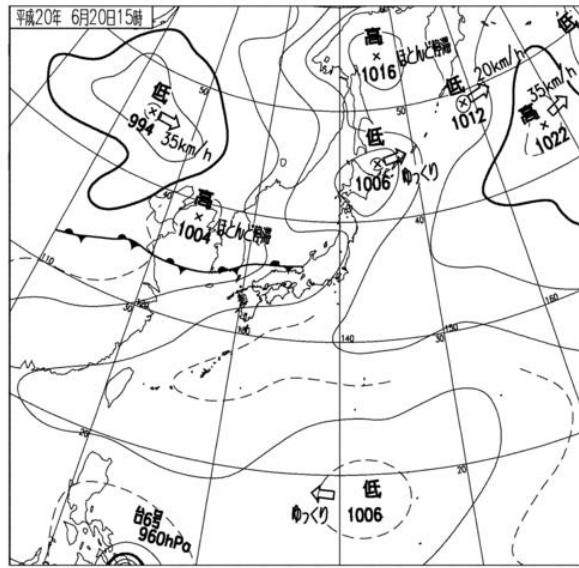 平成20年 6月20日15時
高
1016
ほとんど停滞
低
994
35km/h
低
1012
20km/h
高
1022
35km/h
低
1006
ゆっくり
高
1004
ほとんど停滞
50
50
40
110
30
140
30
150
160
20
20
低
1006
ゆっくり
台6号
960hPa